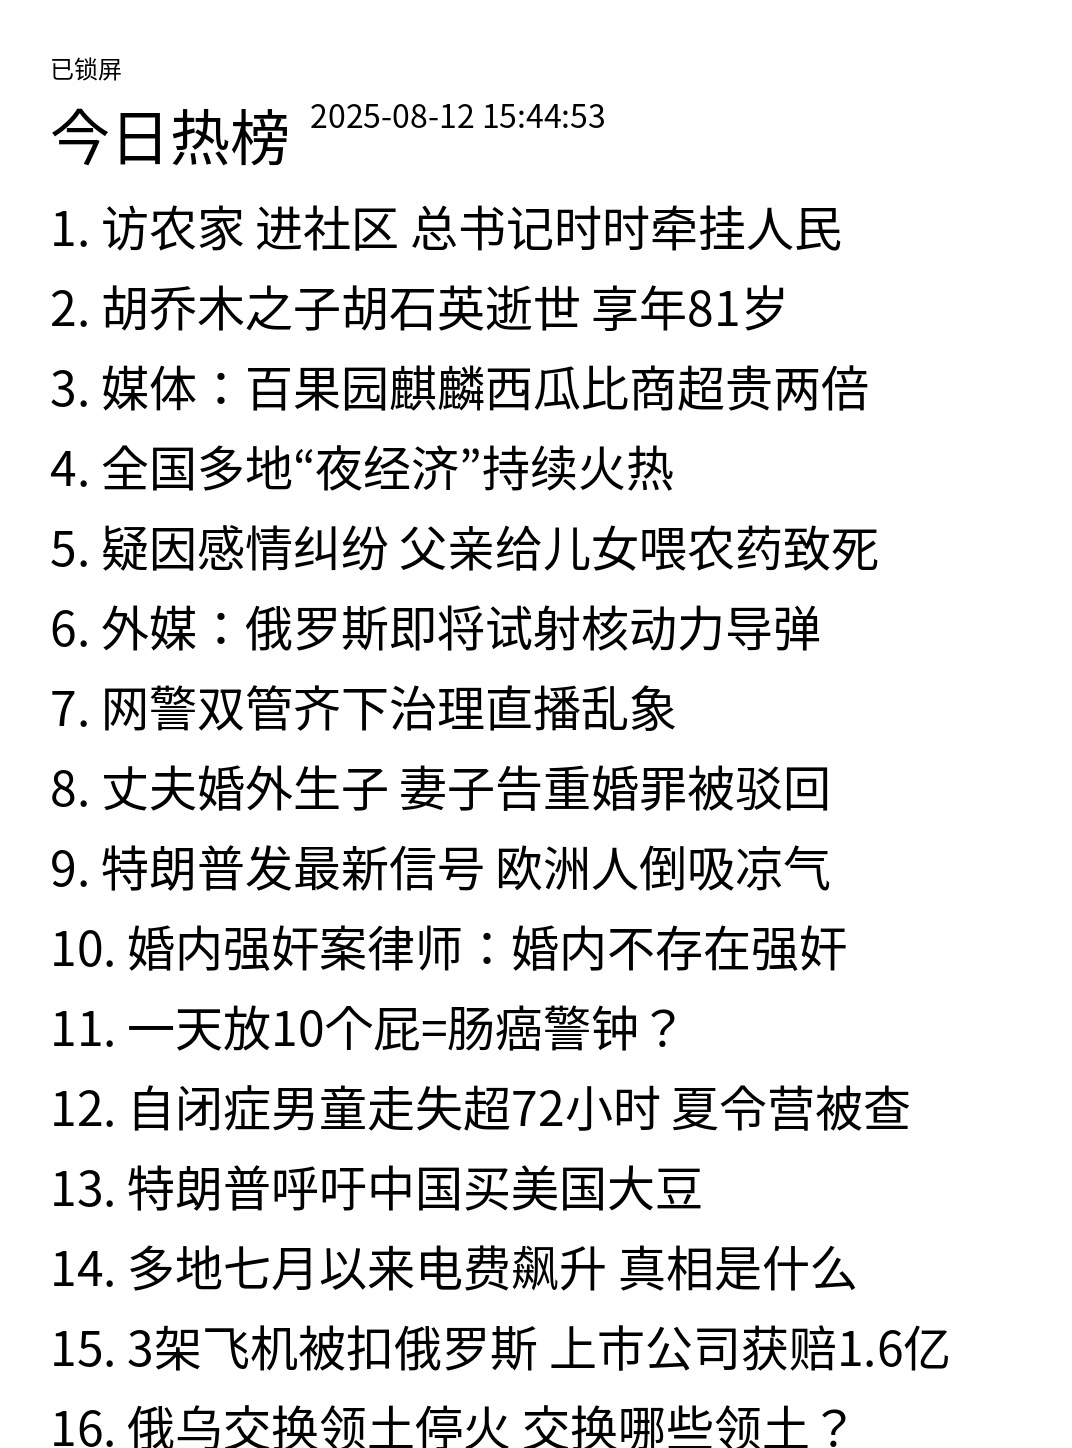 已锁屏
今日热榜 2025-08-12 15:44:53
1. 访农家 进社区 总书记时时牵挂人民
2. 胡乔木之子胡石英逝世 享年81岁
3. 媒体：百果园麒麟西瓜比商超贵两倍
4. 全国多地“夜经济”持续火热
5. 疑因感情纠纷 父亲给儿女喂农药致死
6. 外媒：俄罗斯即将试射核动力导弹
7. 网警双管齐下治理直播乱象
8. 丈夫婚外生子 妻子告重婚罪被驳回
9. 特朗普发最新信号 欧洲人倒吸凉气
10. 婚内强奸案律师：婚内不存在强奸
11. 一天放10个屁=肠癌警钟？
12. 自闭症男童走失超72小时 夏令营被查
13. 特朗普呼吁中国买美国大豆
14. 多地七月以来电费飙升 真相是什么
15. 3架飞机被扣俄罗斯 上市公司获赔1.6亿
16. 俄乌交换领土停火 交换哪些领土？